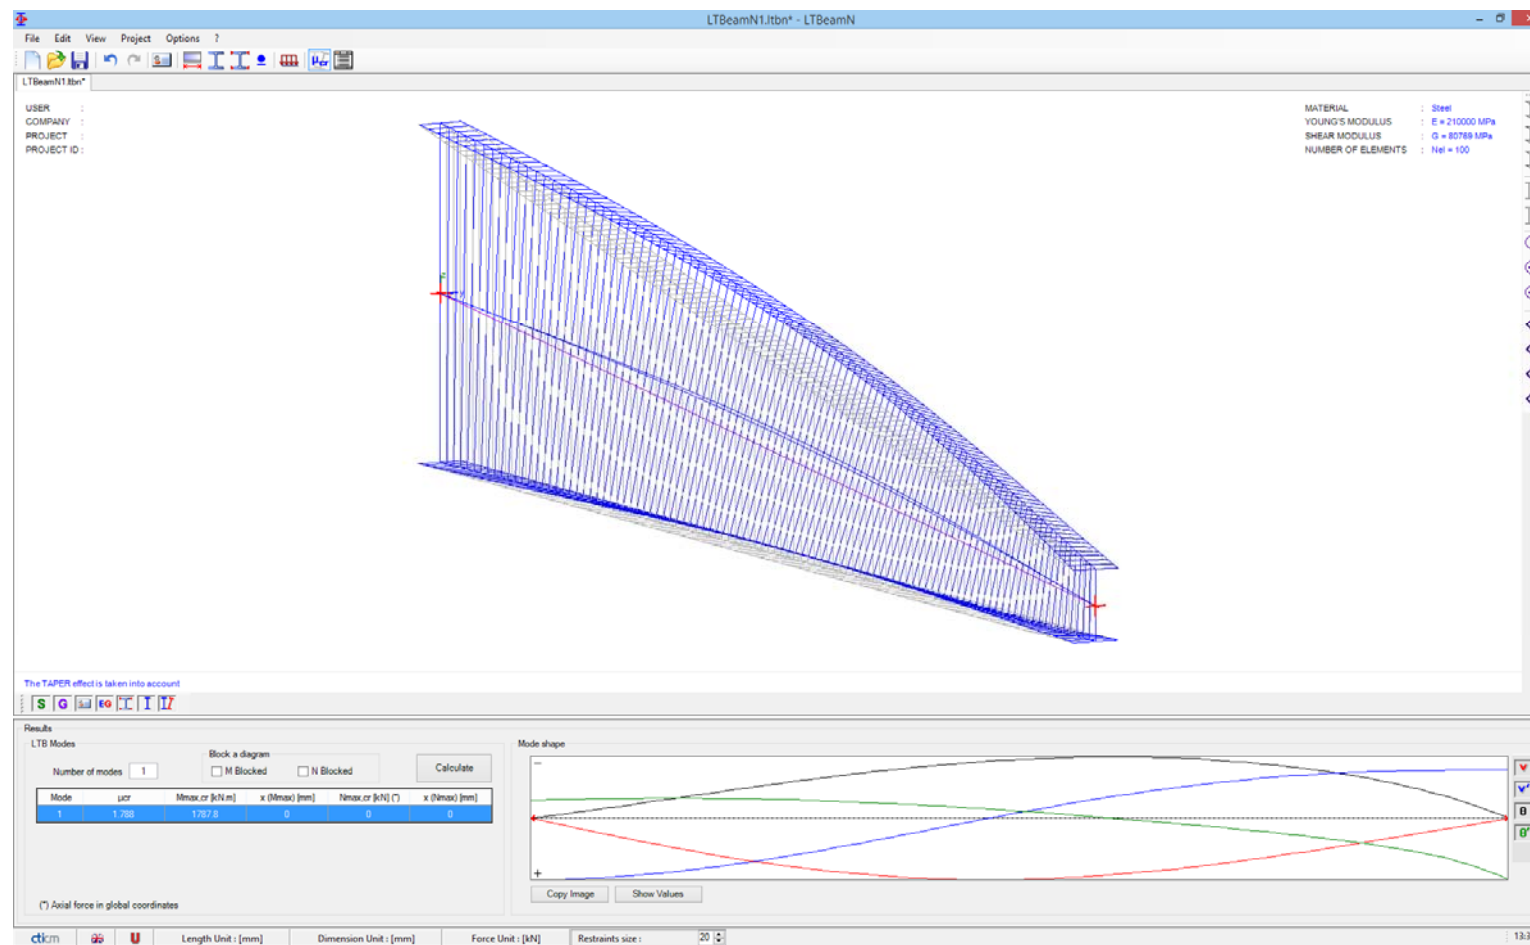 LTBeamN1.ltbn* - LTBeamN
File Edit View Project Options ?
LTBeamN1.ltbn*
USER :
COMPANY :
PROJECT :
PROJECT ID :
MATERIAL : Steel
YOUNG'S MODULUS : E = 210000 MPa
SHEAR MODULUS : G = 80769 MPa
NUMBER OF ELEMENTS : Nel = 100
z
y
The TAPER effect is taken into account
S G EG
Results
LTB Modes
Number of modes 1
Block a diagram
M Blocked N Blocked
Calculate
Mode μcr Mmax,cr [kN.m] x (Mmax) [mm] Nmax,cr [kN] (*) x (Nmax) [mm]
1 1.788 1787.8 0 0 0
(*) Axial force in global coordinates
Mode shape
−
+
v
v'
θ
θ'
Copy Image Show Values
cticm U Length Unit : [mm] Dimension Unit : [mm] Force Unit : [kN] Restraints size : 20